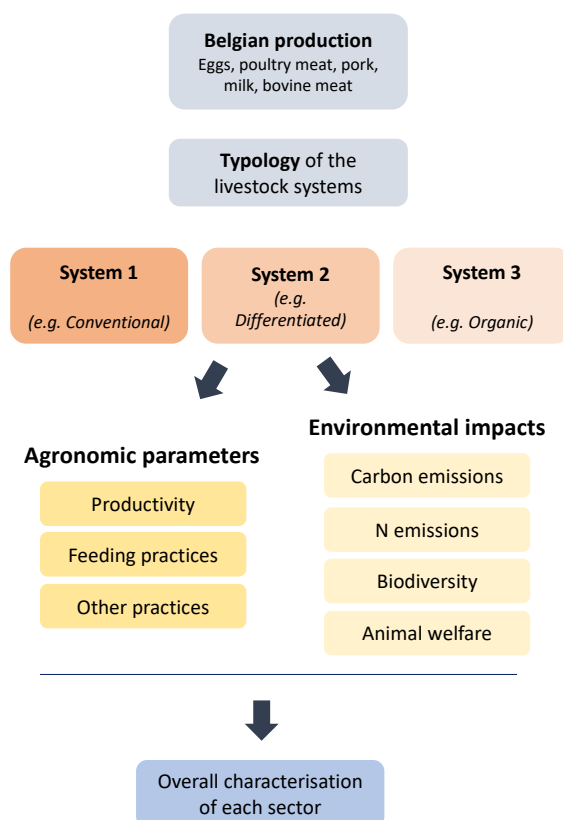 Belgian production
Eggs, poultry meat, pork,
milk, bovine meat
Typology of the
livestock systems
System 1
(e.g. Conventional)
System 2
(e.g.
Differentiated)
System 3
(e.g. Organic)
Agronomic parameters
Productivity
Feeding practices
Other practices
Environmental impacts
Carbon emissions
N emissions
Biodiversity
Animal welfare
Overall characterisation
of each sector